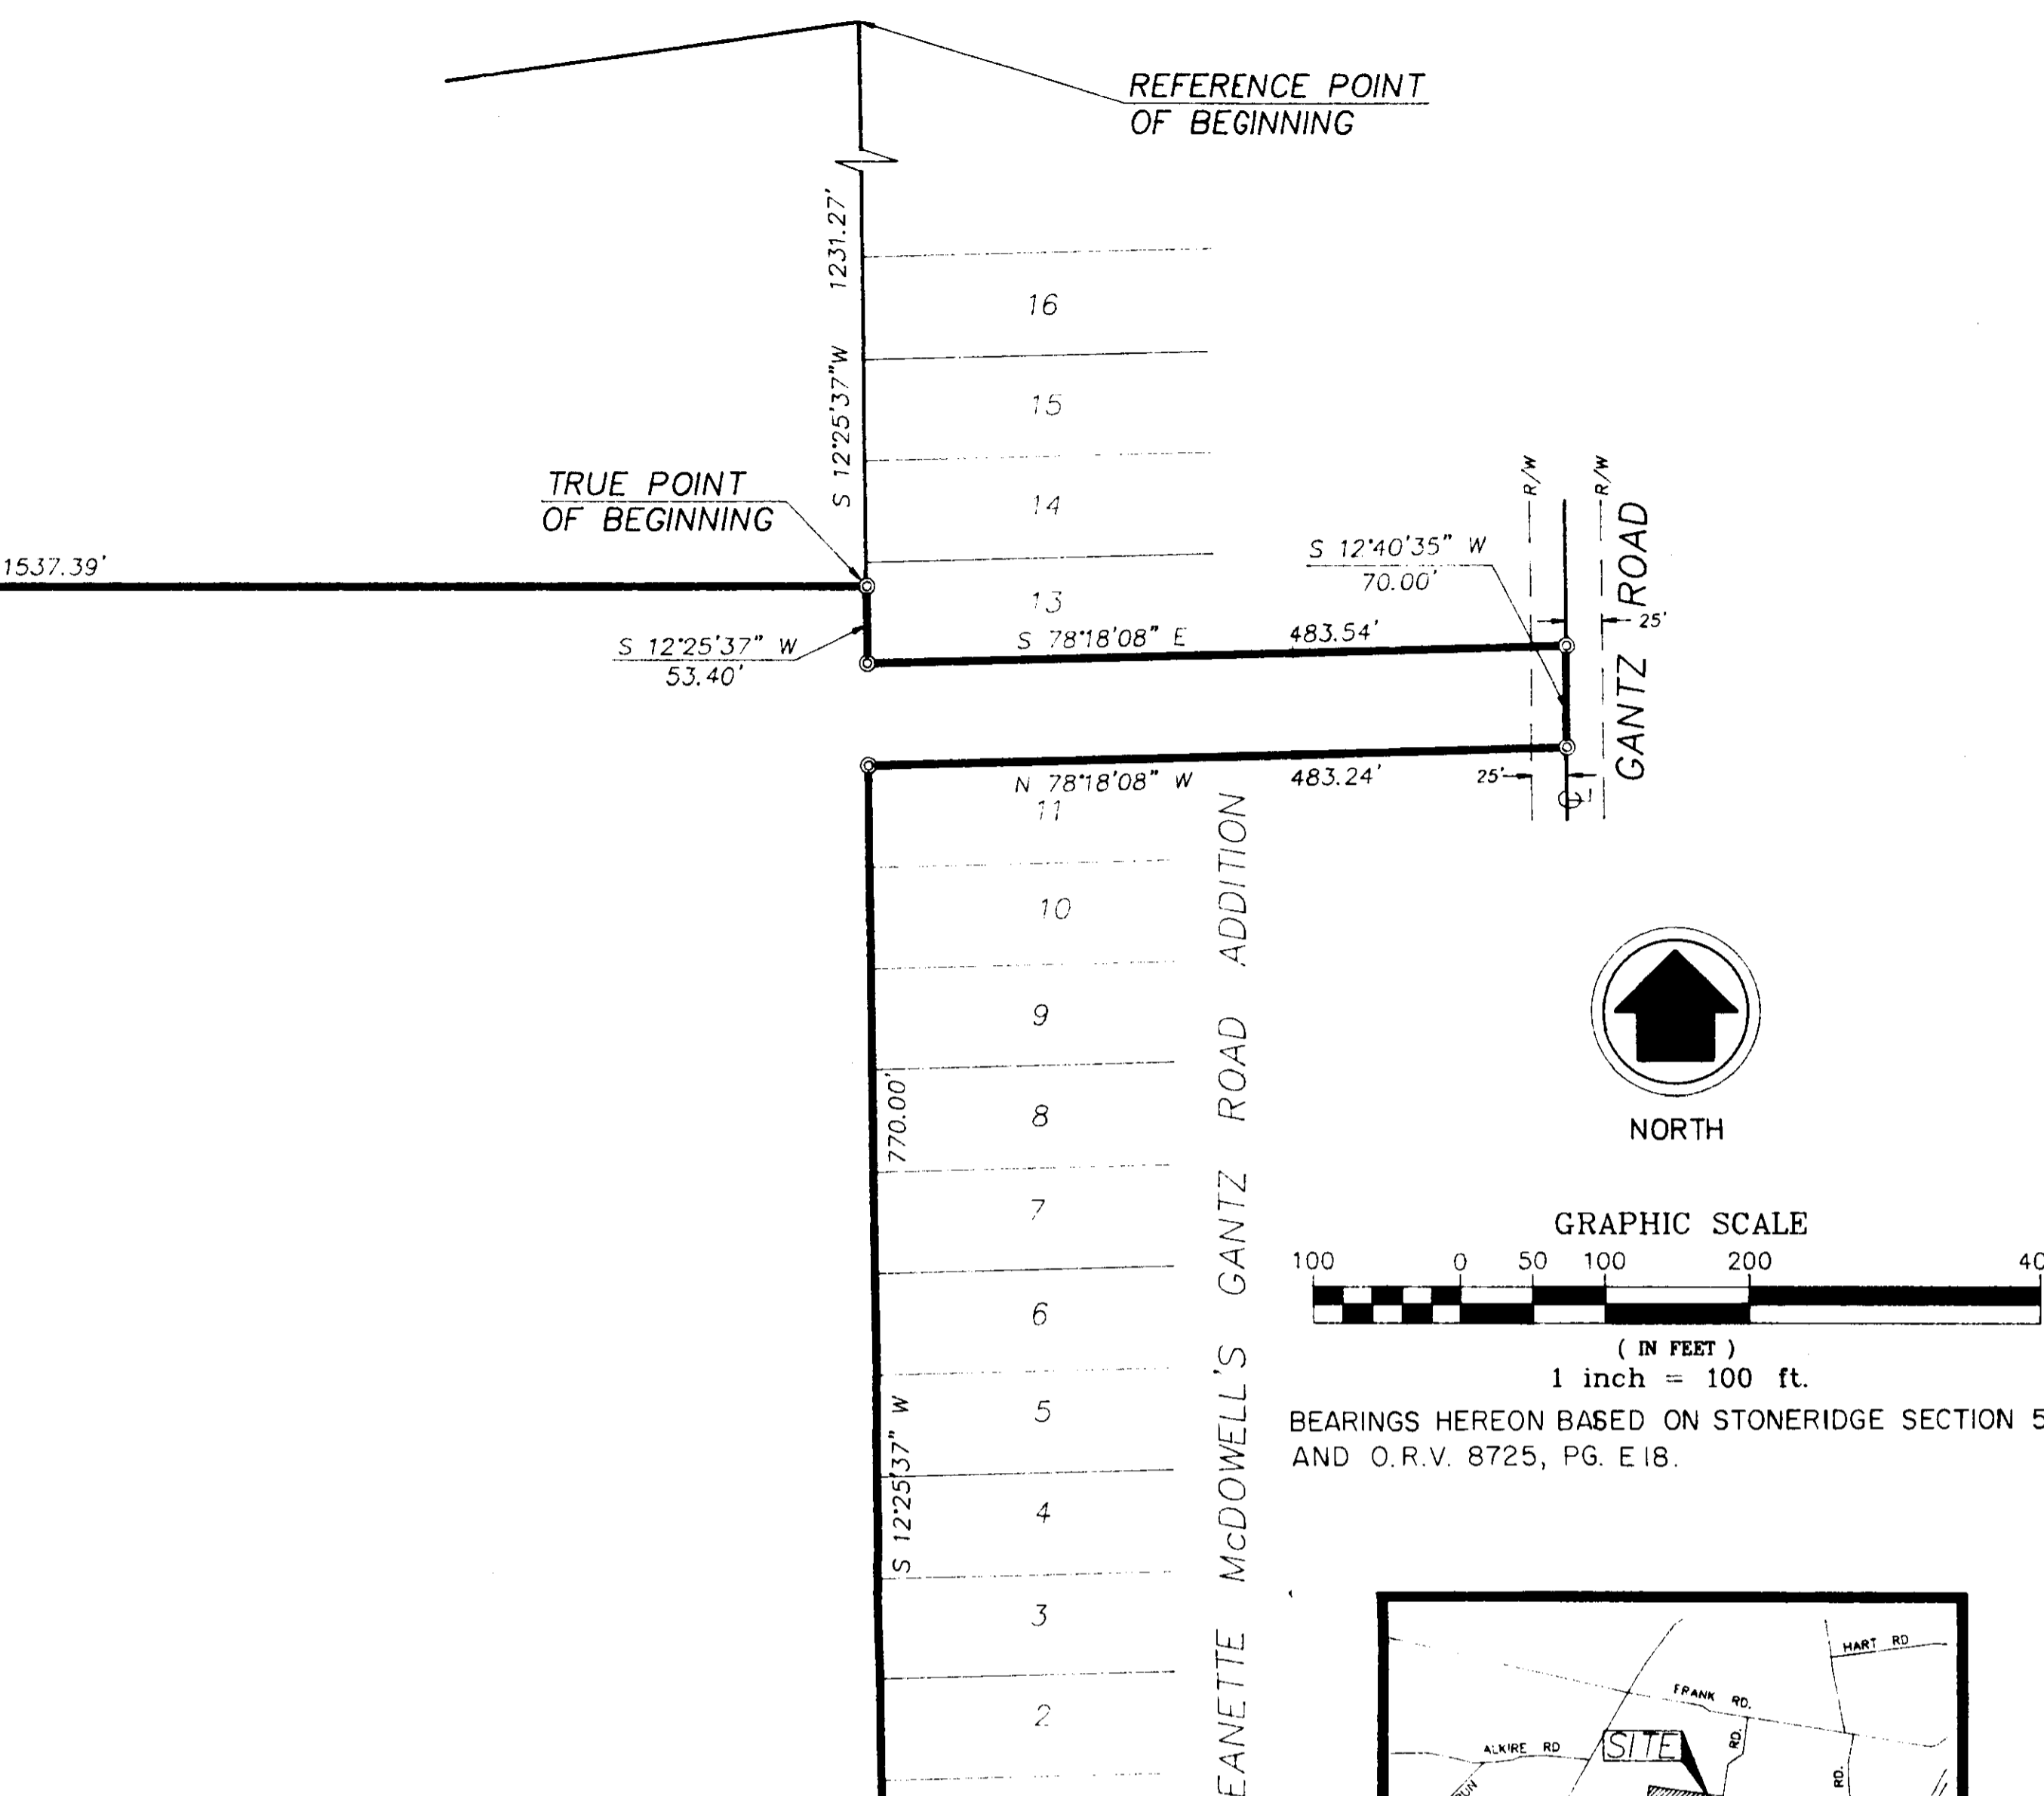 REFERENCE POINT
OF BEGINNING
S 12°25'37"W 1231.27'
16
15
14
13
TRUE POINT
OF BEGINNING
1537.39'
S 12°25'37" W
53.40'
S 78°18'08" E 483.54'
S 12°40'35" W
70.00'
R/W
R/W
GANTZ ROAD
25'
N 78°18'08" W 483.24'
25'
11
10
9
8
7
6
5
4
3
2
S 12°25'37" W 770.00'
EANETTE McDOWELL'S GANTZ ROAD ADDITION
NORTH
GRAPHIC SCALE
100 0 50 100 200 40
( IN FEET )
1 inch = 100 ft.
BEARINGS HEREON BASED ON STONERIDGE SECTION 5
AND O.R.V. 8725, PG. E18.
HART RD
FRANK RD.
ALKIRE RD
SITE
RD.
RD.
RUN